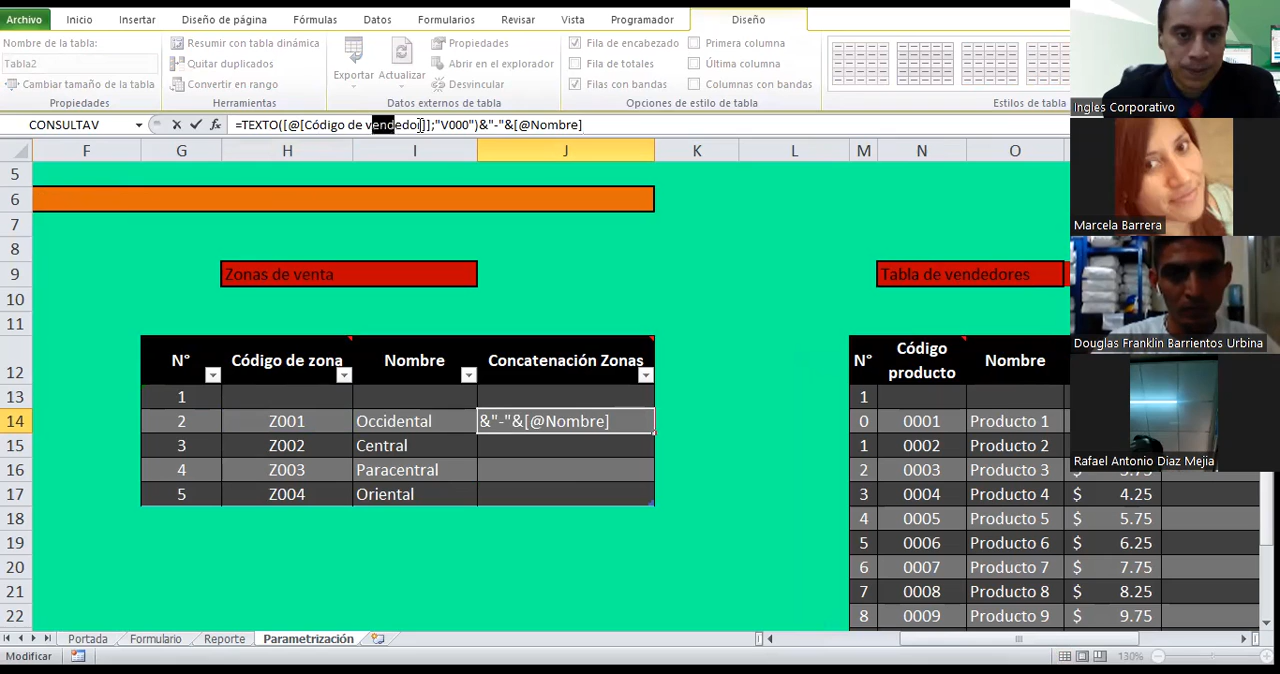 Archivo Inicio Insertar Diseño de página Fórmulas Datos Formularios Revisar Vista Programador Diseño
Nombre de la tabla: Resumir con tabla dinámica Propiedades Fila de encabezado Primera columna
Tabla2 Quitar duplicados Exportar Actualizar Abrir en el explorador Fila de totales Última columna
Cambiar tamaño de la tabla Convertir en rango Desvincular Filas con bandas Columnas con bandas
Propiedades Herramientas Datos externos de tabla Opciones de estilo de tabla Estilos de tabla
Ingles Corporativo
CONSULTAV fx =TEXTO([@[Código de vendedo]];"V000")&"-"&[@Nombre]
F G H I J K L M N O
5
6
7
8
9 Zonas de venta Tabla de vendedores
10
11
12 N° Código de zona Nombre Concatenación Zonas N° Código producto Nombre
13 1 1
14 2 Z001 Occidental &"-"&[@Nombre] 0 0001 Producto 1
15 3 Z002 Central 1 0002 Producto 2
16 4 Z003 Paracentral 2 0003 Producto 3
17 5 Z004 Oriental 3 0004 Producto 4 $ 4.25
18 4 0005 Producto 5 $ 5.75
19 5 0006 Producto 6 $ 6.25
20 6 0007 Producto 7 $ 7.75
21 7 0008 Producto 8 $ 8.25
22 8 0009 Producto 9 $ 9.75
Marcela Barrera
Douglas Franklin Barrientos Urbina
Rafael Antonio Diaz Mejia
Portada Formulario Reporte Parametrización
Modificar 130%